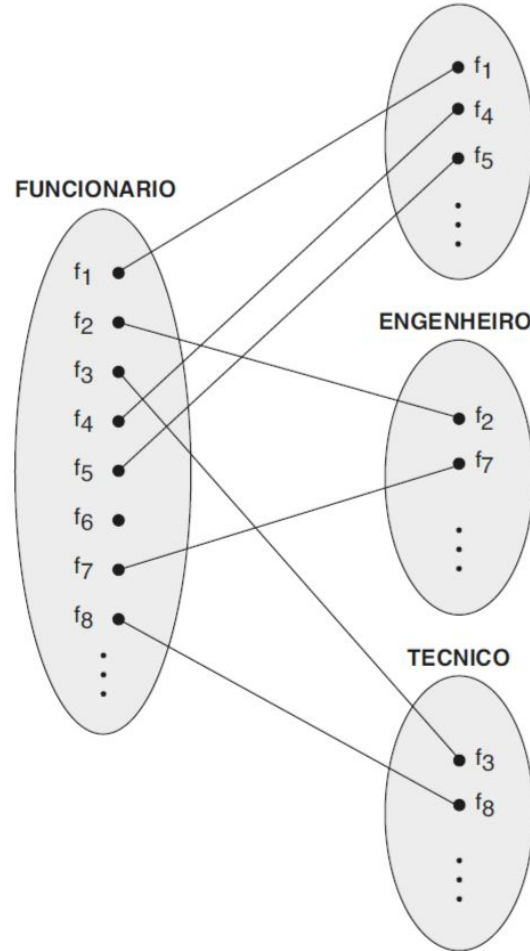 FUNCIONARIO
f1
f2
f3
f4
f5
f6
f7
f8
f1
f4
f5
ENGENHEIRO
f2
f7
TECNICO
f3
f8